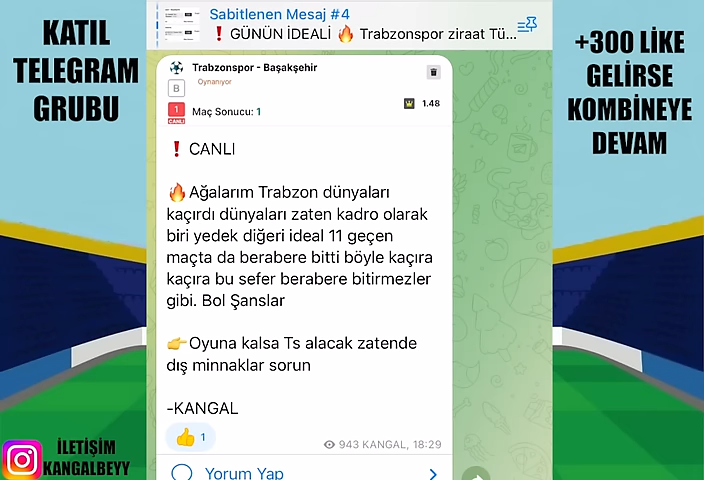 KATIL
TELEGRAM
GRUBU
Sabitlenen Mesaj #4
❗ GÜNÜN İDEALİ 🔥 Trabzonspor ziraat Tü...
+300 LİKE
GELİRSE
KOMBİNEYE
DEVAM
Trabzonspor - Başakşehir
Oynanıyor
B
1
CANLI
Maç Sonucu: 1
1.48
❗ CANLI
🔥Ağalarım Trabzon dünyaları
kaçırdı dünyaları zaten kadro olarak
biri yedek diğeri ideal 11 geçen
maçta da berabere bitti böyle kaçıra
kaçıra bu sefer berabere bitirmezler
gibi. Bol Şanslar
👉Oyuna kalsa Ts alacak zatende
dış minnaklar sorun
-KANGAL
👍 1
943 KANGAL, 18:29
Yorum Yap
İLETİŞİM
KANGALBEYY